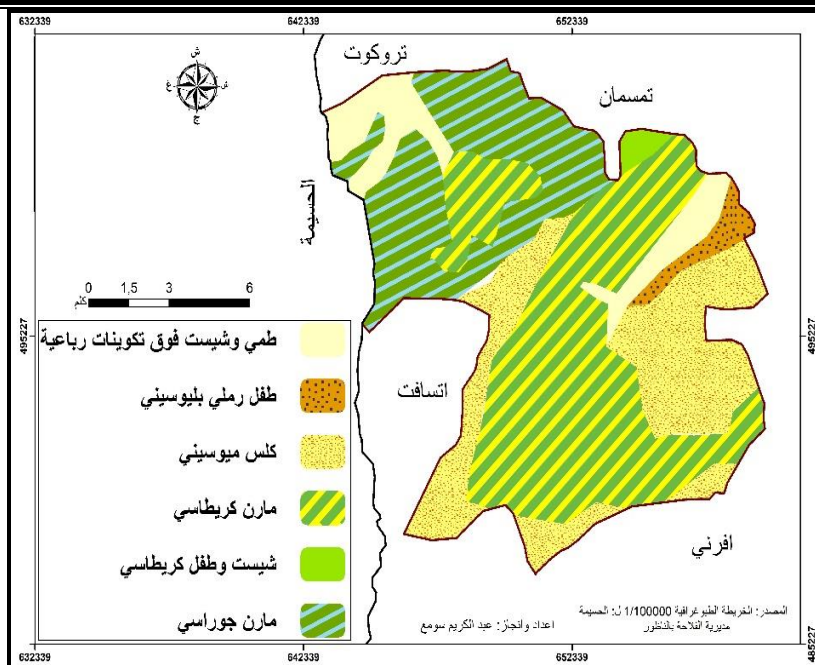 632339
642339
652339
تروكوت
تمسمان
ش
غ
ش
ج
الحسيمة
0
1,5
3
6
كلم
495227
495227
اتسافت
طمي وشيست فوق تكوينات رباعية
طفل رملي بليوسيني
كلس ميوسيني
مارن كريطاسي
شيست وطفل كريطاسي
مارن جوراسي
افرني
المصدر: الخريطة الطبوغرافية 1/100000 ل: الحسيمة
مديرية الفلاحة بالناظور
اعداد وانجاز: عبد الكريم سومع
485227
485227
632339
642339
652339